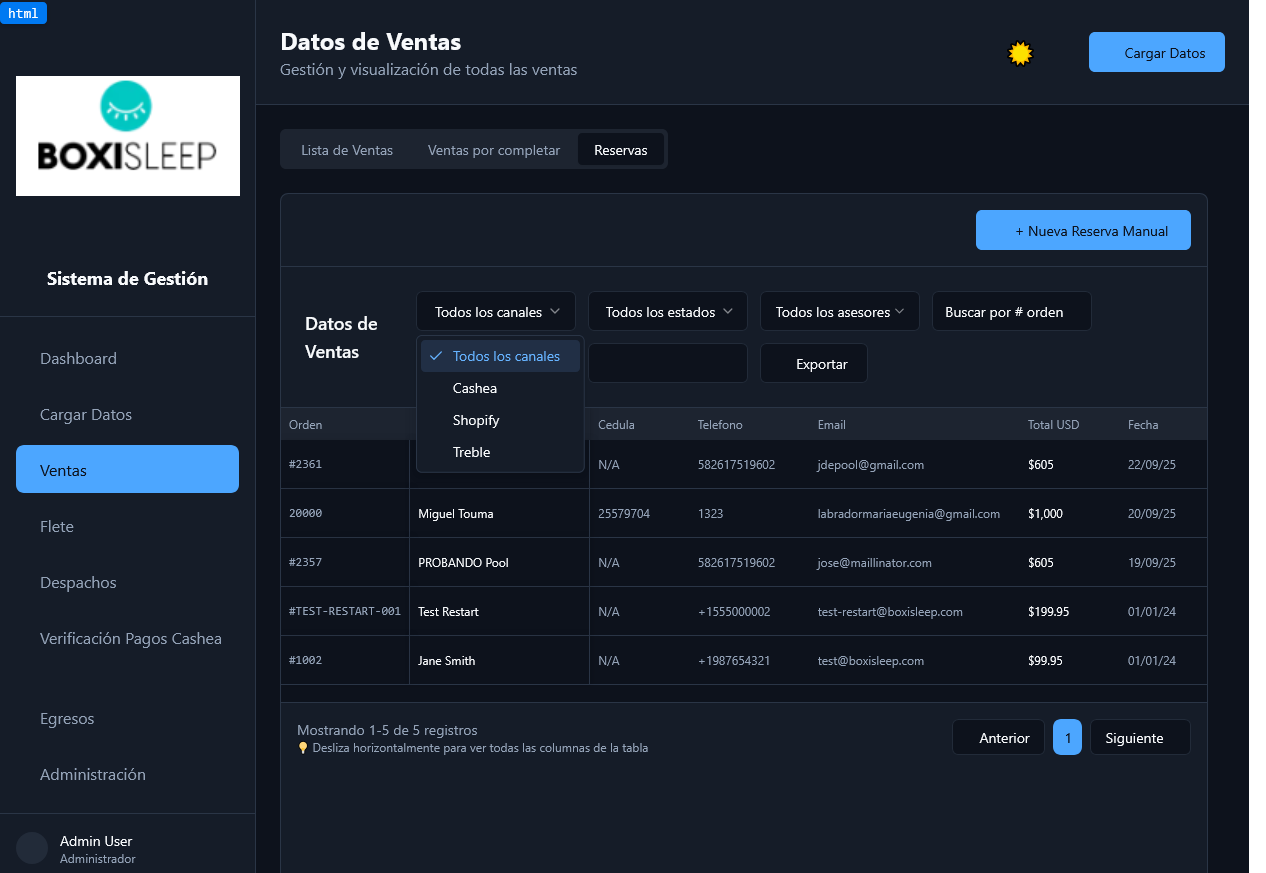 html
BOXISLEEP
Sistema de Gestión
Dashboard
Cargar Datos
Ventas
Flete
Despachos
Verificación Pagos Cashea
Egresos
Administración
Admin User
Administrador
Datos de Ventas
Gestión y visualización de todas las ventas
Cargar Datos
Lista de Ventas Ventas por completar Reservas
+ Nueva Reserva Manual
Datos de Ventas
Todos los canales Todos los estados Todos los asesores Buscar por # orden
Exportar
Todos los canales
Cashea
Shopify
Treble
Orden Cedula Telefono Email Total USD Fecha
#2361 N/A 582617519602 jdepool@gmail.com $605 22/09/25
20000 Miguel Touma 25579704 1323 labradormariaeugenia@gmail.com $1,000 20/09/25
#2357 PROBANDO Pool N/A 582617519602 jose@maillinator.com $605 19/09/25
#TEST-RESTART-001 Test Restart N/A +1555000002 test-restart@boxisleep.com $199.95 01/01/24
#1002 Jane Smith N/A +1987654321 test@boxisleep.com $99.95 01/01/24
Mostrando 1-5 de 5 registros
Desliza horizontalmente para ver todas las columnas de la tabla
Anterior 1 Siguiente